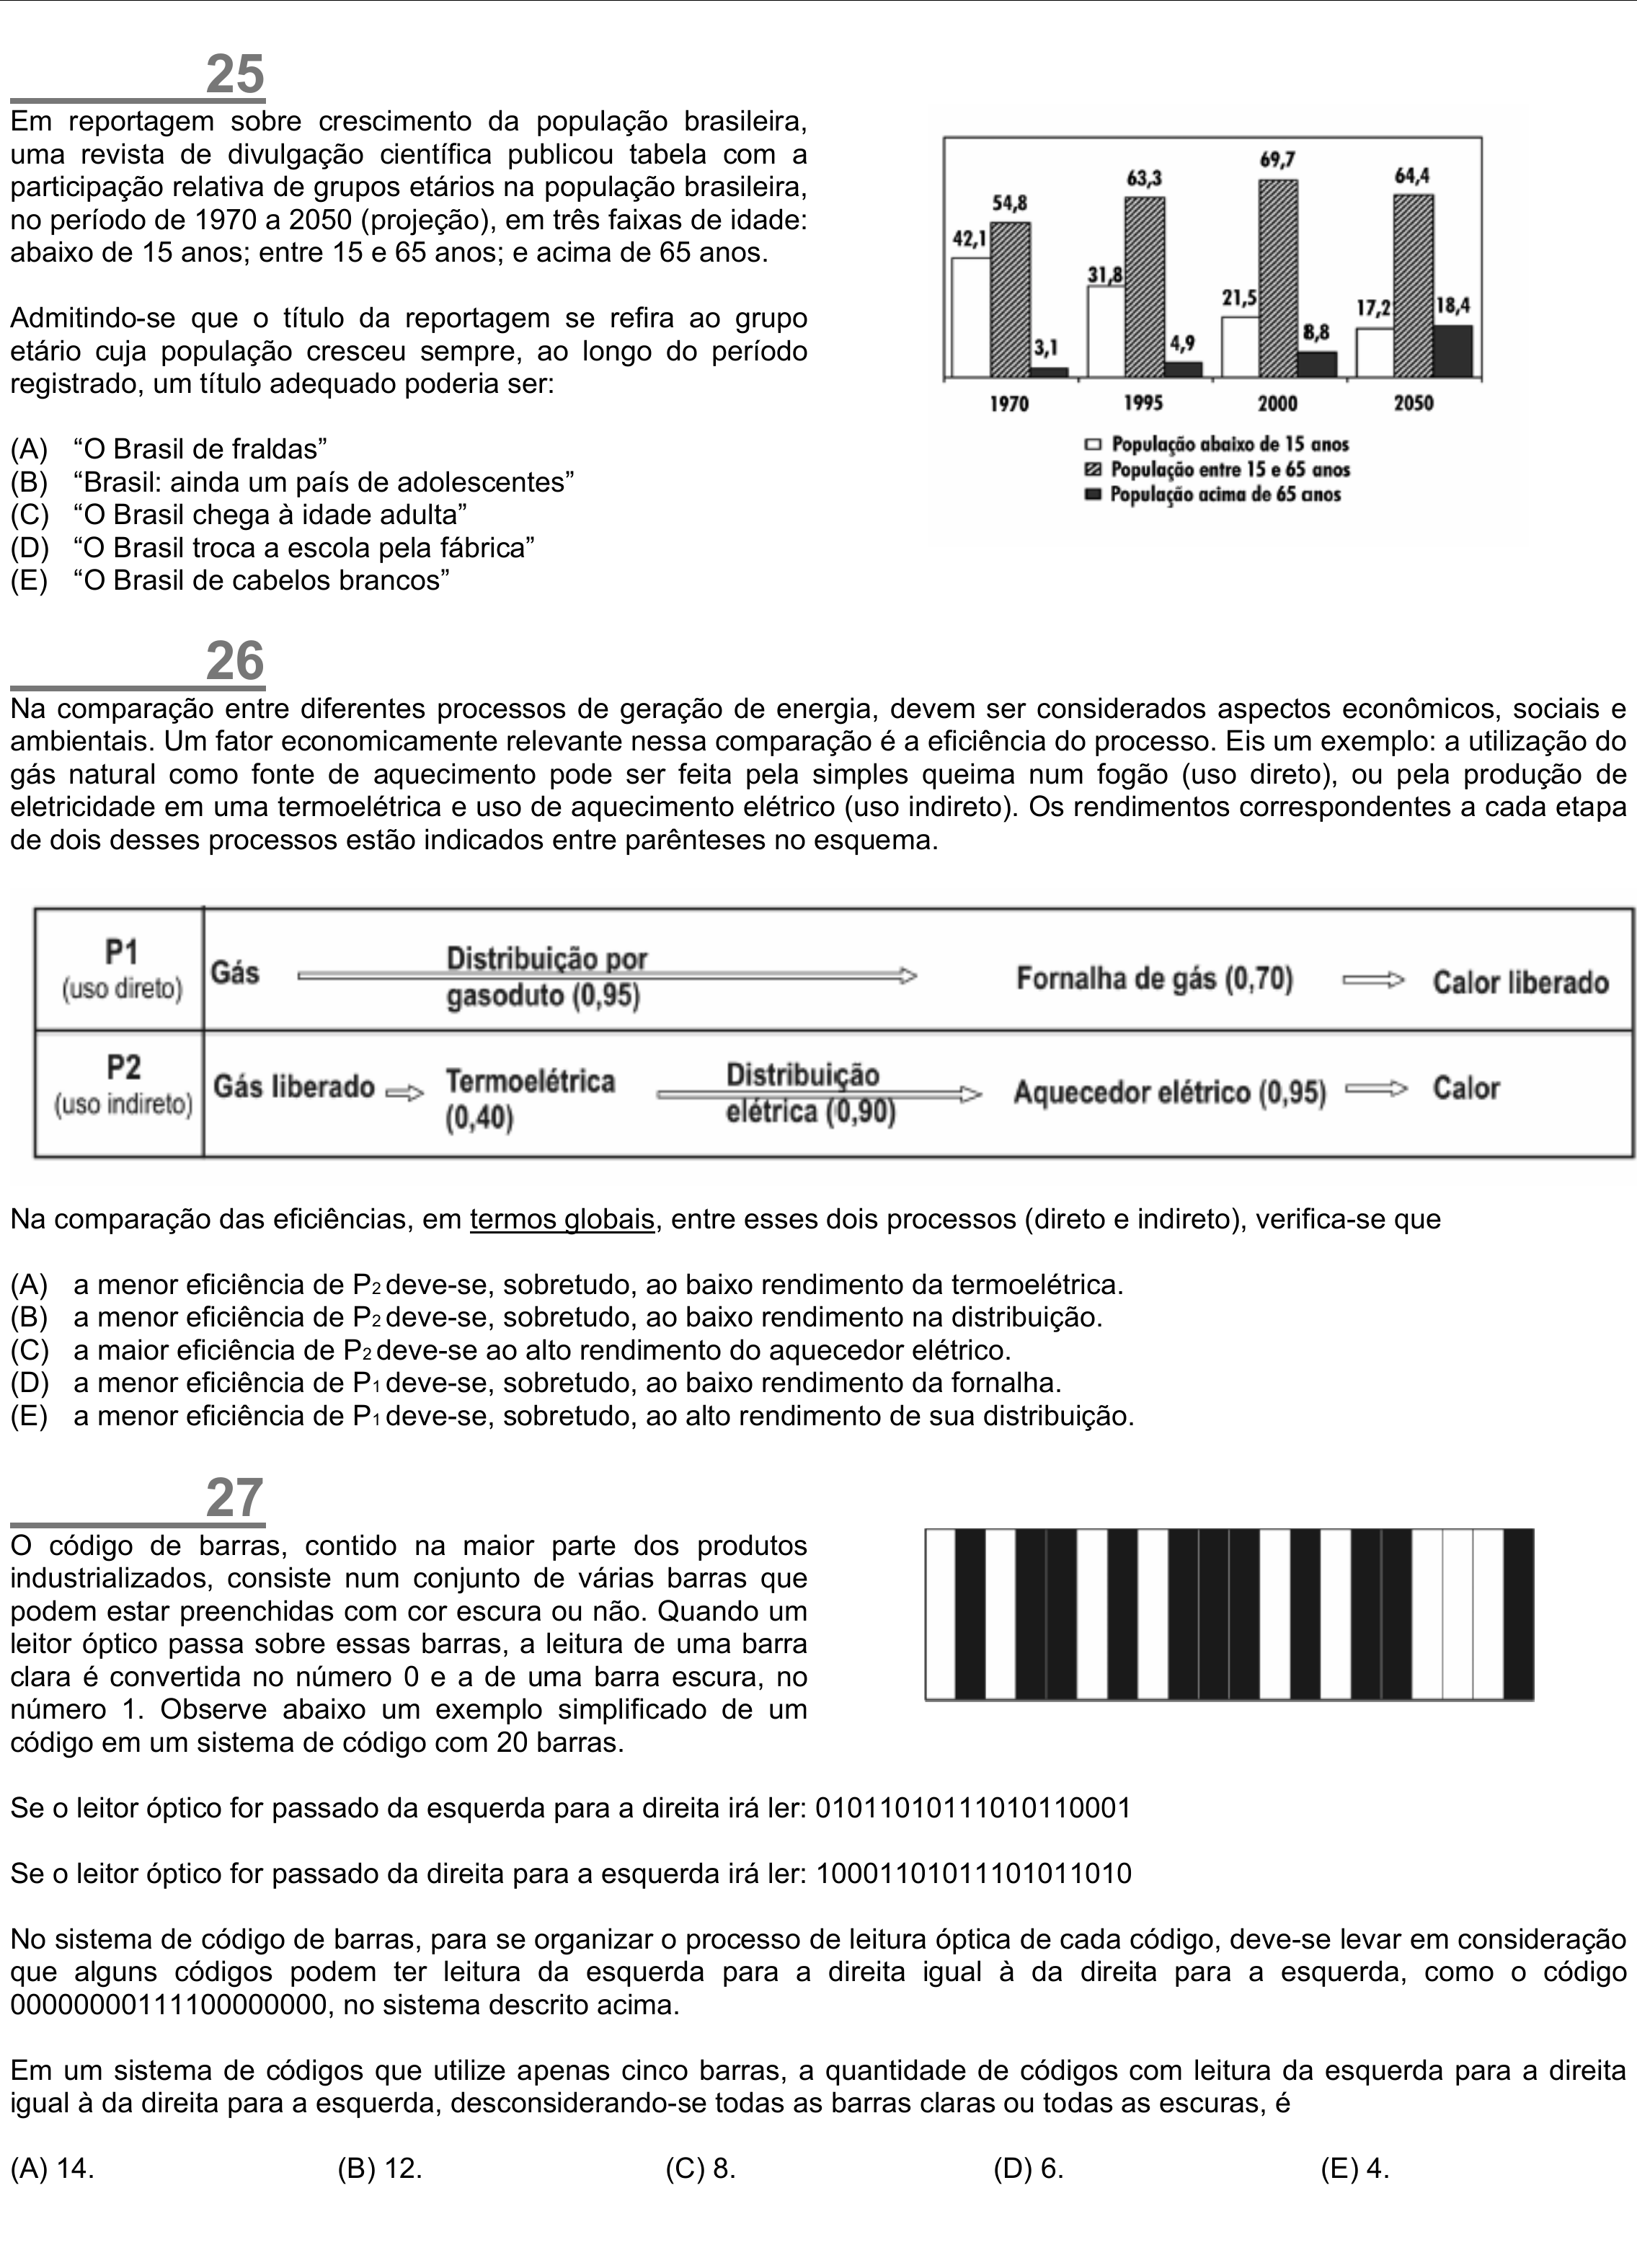 25
Em reportagem sobre crescimento da população brasileira,
uma revista de divulgação científica publicou tabela com a
participação relativa de grupos etários na população brasileira,
no período de 1970 a 2050 (projeção), em três faixas de idade:
abaixo de 15 anos; entre 15 e 65 anos; e acima de 65 anos.
Admitindo-se que o título da reportagem se refira ao grupo
etário cuja população cresceu sempre, ao longo do período
registrado, um título adequado poderia ser:
(A) “O Brasil de fraldas”
(B) “Brasil: ainda um país de adolescentes”
(C) “O Brasil chega à idade adulta”
(D) “O Brasil troca a escola pela fábrica”
(E) “O Brasil de cabelos brancos”
42,1 54,8 3,1 31,8 63,3 4,9 21,5 69,7 8,8 17,2 64,4 18,4
1970 1995 2000 2050
População abaixo de 15 anos
População entre 15 e 65 anos
População acima de 65 anos
26
Na comparação entre diferentes processos de geração de energia, devem ser considerados aspectos econômicos, sociais e
ambientais. Um fator economicamente relevante nessa comparação é a eficiência do processo. Eis um exemplo: a utilização do
gás natural como fonte de aquecimento pode ser feita pela simples queima num fogão (uso direto), ou pela produção de
eletricidade em uma termoelétrica e uso de aquecimento elétrico (uso indireto). Os rendimentos correspondentes a cada etapa
de dois desses processos estão indicados entre parênteses no esquema.
P1
(uso direto)
Gás
Distribuição por
gasoduto (0,95)
Fornalha de gás (0,70)
Calor liberado
P2
(uso indireto)
Gás liberado
Termoelétrica
(0,40)
Distribuição
elétrica (0,90)
Aquecedor elétrico (0,95)
Calor
Na comparação das eficiências, em termos globais, entre esses dois processos (direto e indireto), verifica-se que
(A) a menor eficiência de P2 deve-se, sobretudo, ao baixo rendimento da termoelétrica.
(B) a menor eficiência de P2 deve-se, sobretudo, ao baixo rendimento na distribuição.
(C) a maior eficiência de P2 deve-se ao alto rendimento do aquecedor elétrico.
(D) a menor eficiência de P1 deve-se, sobretudo, ao baixo rendimento da fornalha.
(E) a menor eficiência de P1 deve-se, sobretudo, ao alto rendimento de sua distribuição.
27
O código de barras, contido na maior parte dos produtos
industrializados, consiste num conjunto de várias barras que
podem estar preenchidas com cor escura ou não. Quando um
leitor óptico passa sobre essas barras, a leitura de uma barra
clara é convertida no número 0 e a de uma barra escura, no
número 1. Observe abaixo um exemplo simplificado de um
código em um sistema de código com 20 barras.
Se o leitor óptico for passado da esquerda para a direita irá ler: 01011010111010110001
Se o leitor óptico for passado da direita para a esquerda irá ler: 10001101011101011010
No sistema de código de barras, para se organizar o processo de leitura óptica de cada código, deve-se levar em consideração
que alguns códigos podem ter leitura da esquerda para a direita igual à da direita para a esquerda, como o código
00000000111100000000, no sistema descrito acima.
Em um sistema de códigos que utilize apenas cinco barras, a quantidade de códigos com leitura da esquerda para a direita
igual à da direita para a esquerda, desconsiderando-se todas as barras claras ou todas as escuras, é
(A) 14. (B) 12. (C) 8. (D) 6. (E) 4.